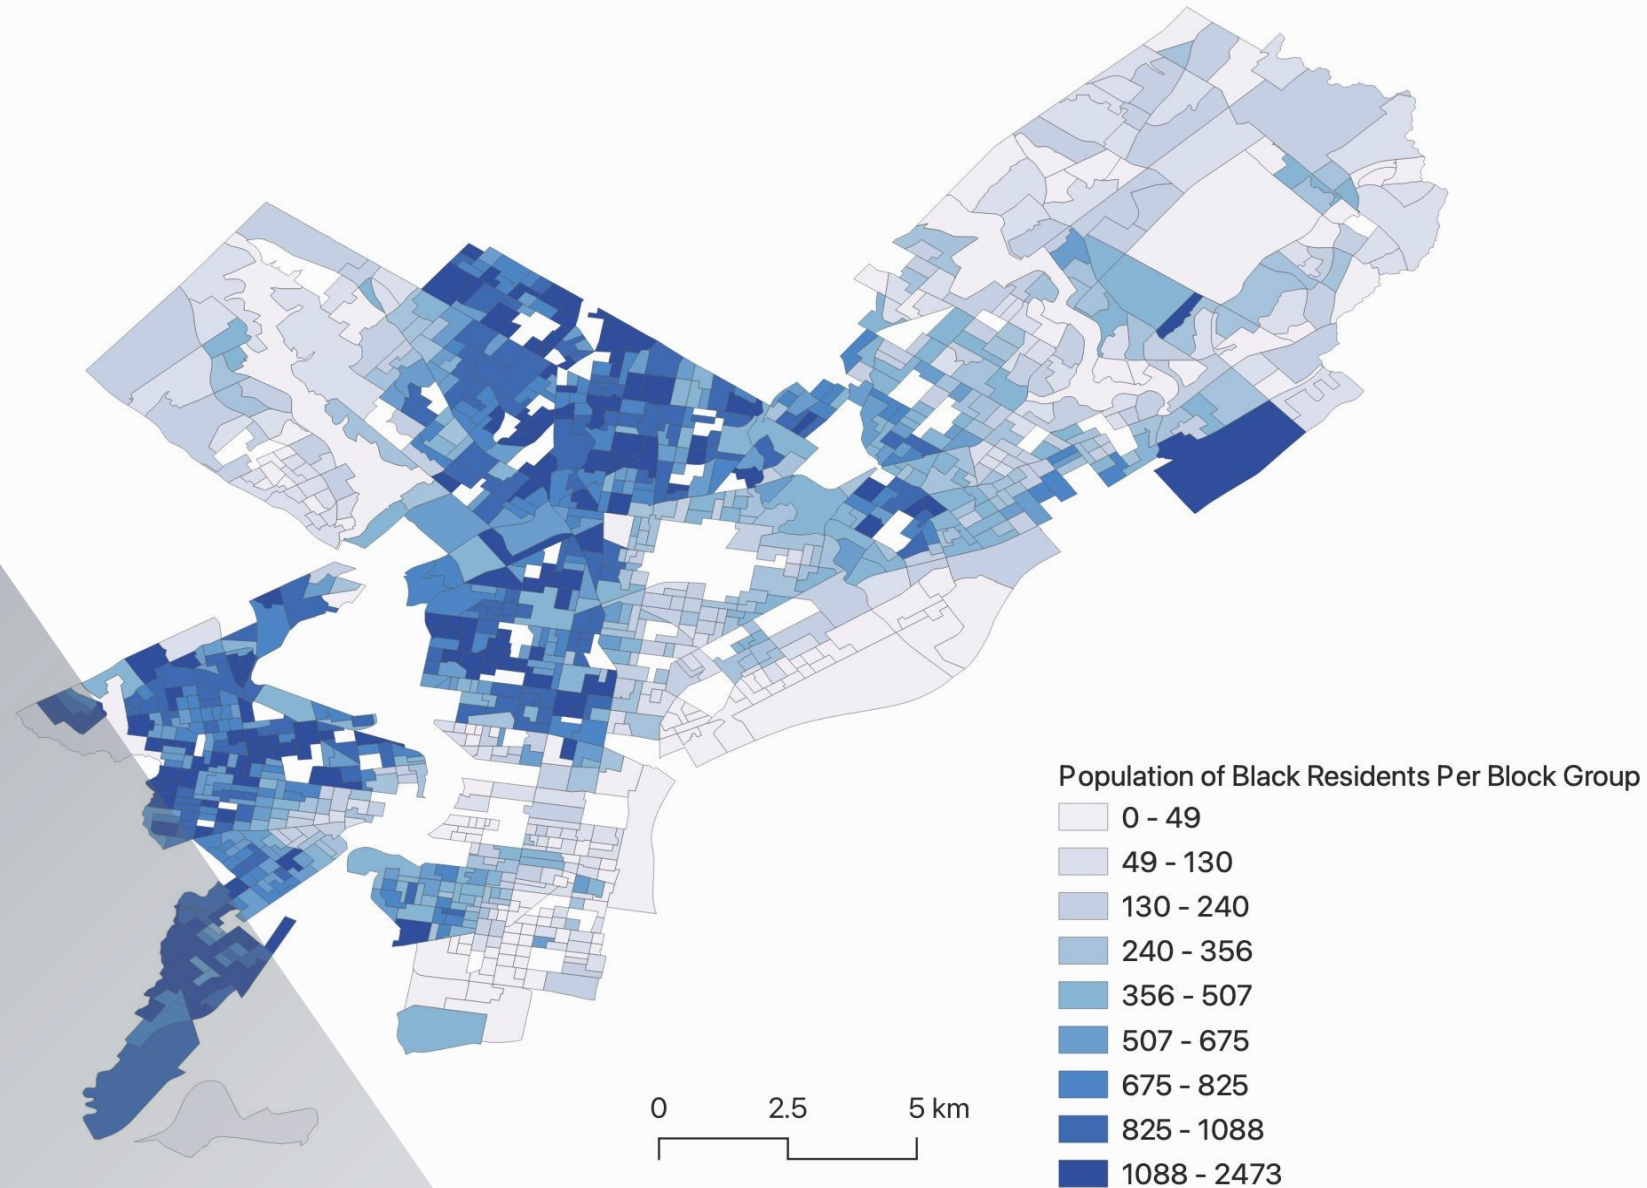 Population of Black Residents Per Block Group
0 - 49
49 - 130
130 - 240
240 - 356
356 - 507
507 - 675
675 - 825
825 - 1088
1088 - 2473
0 2.5 5 km